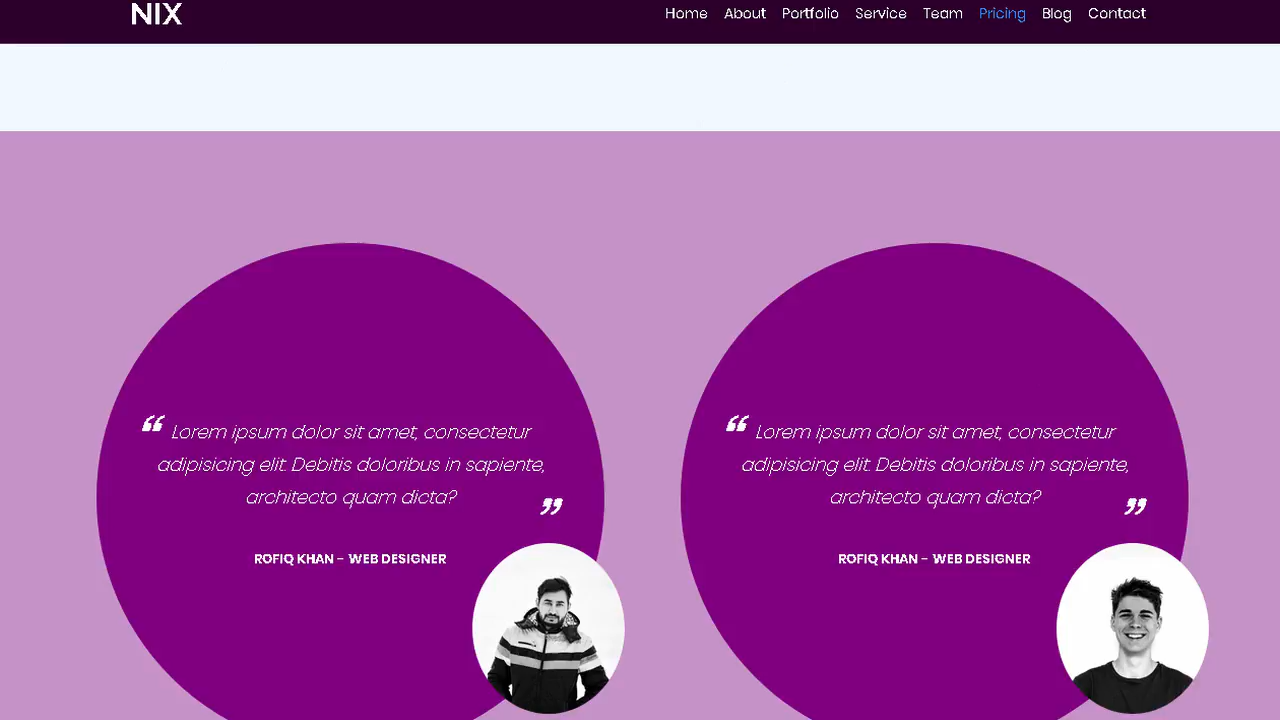 NIX
Home About Portfolio Service Team Pricing Blog Contact
“ Lorem ipsum dolor sit amet, consectetur
adipisicing elit. Debitis doloribus in sapiente,
architecto quam dicta? ”
ROFIQ KHAN - WEB DESIGNER
“ Lorem ipsum dolor sit amet, consectetur
adipisicing elit. Debitis doloribus in sapiente,
architecto quam dicta? ”
ROFIQ KHAN - WEB DESIGNER